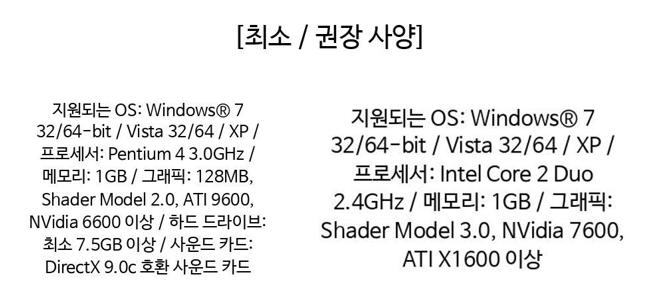 [최소 / 권장 사양]
지원되는 OS: Windows® 7
32/64-bit / Vista 32/64 / XP /
프로세서: Pentium 4 3.0GHz /
메모리: 1GB / 그래픽: 128MB,
Shader Model 2.0, ATI 9600,
NVidia 6600 이상 / 하드 드라이브:
최소 7.5GB 이상 / 사운드 카드:
DirectX 9.0c 호환 사운드 카드
지원되는 OS: Windows® 7
32/64-bit / Vista 32/64 / XP /
프로세서: Intel Core 2 Duo
2.4GHz / 메모리: 1GB / 그래픽:
Shader Model 3.0, NVidia 7600,
ATI X1600 이상